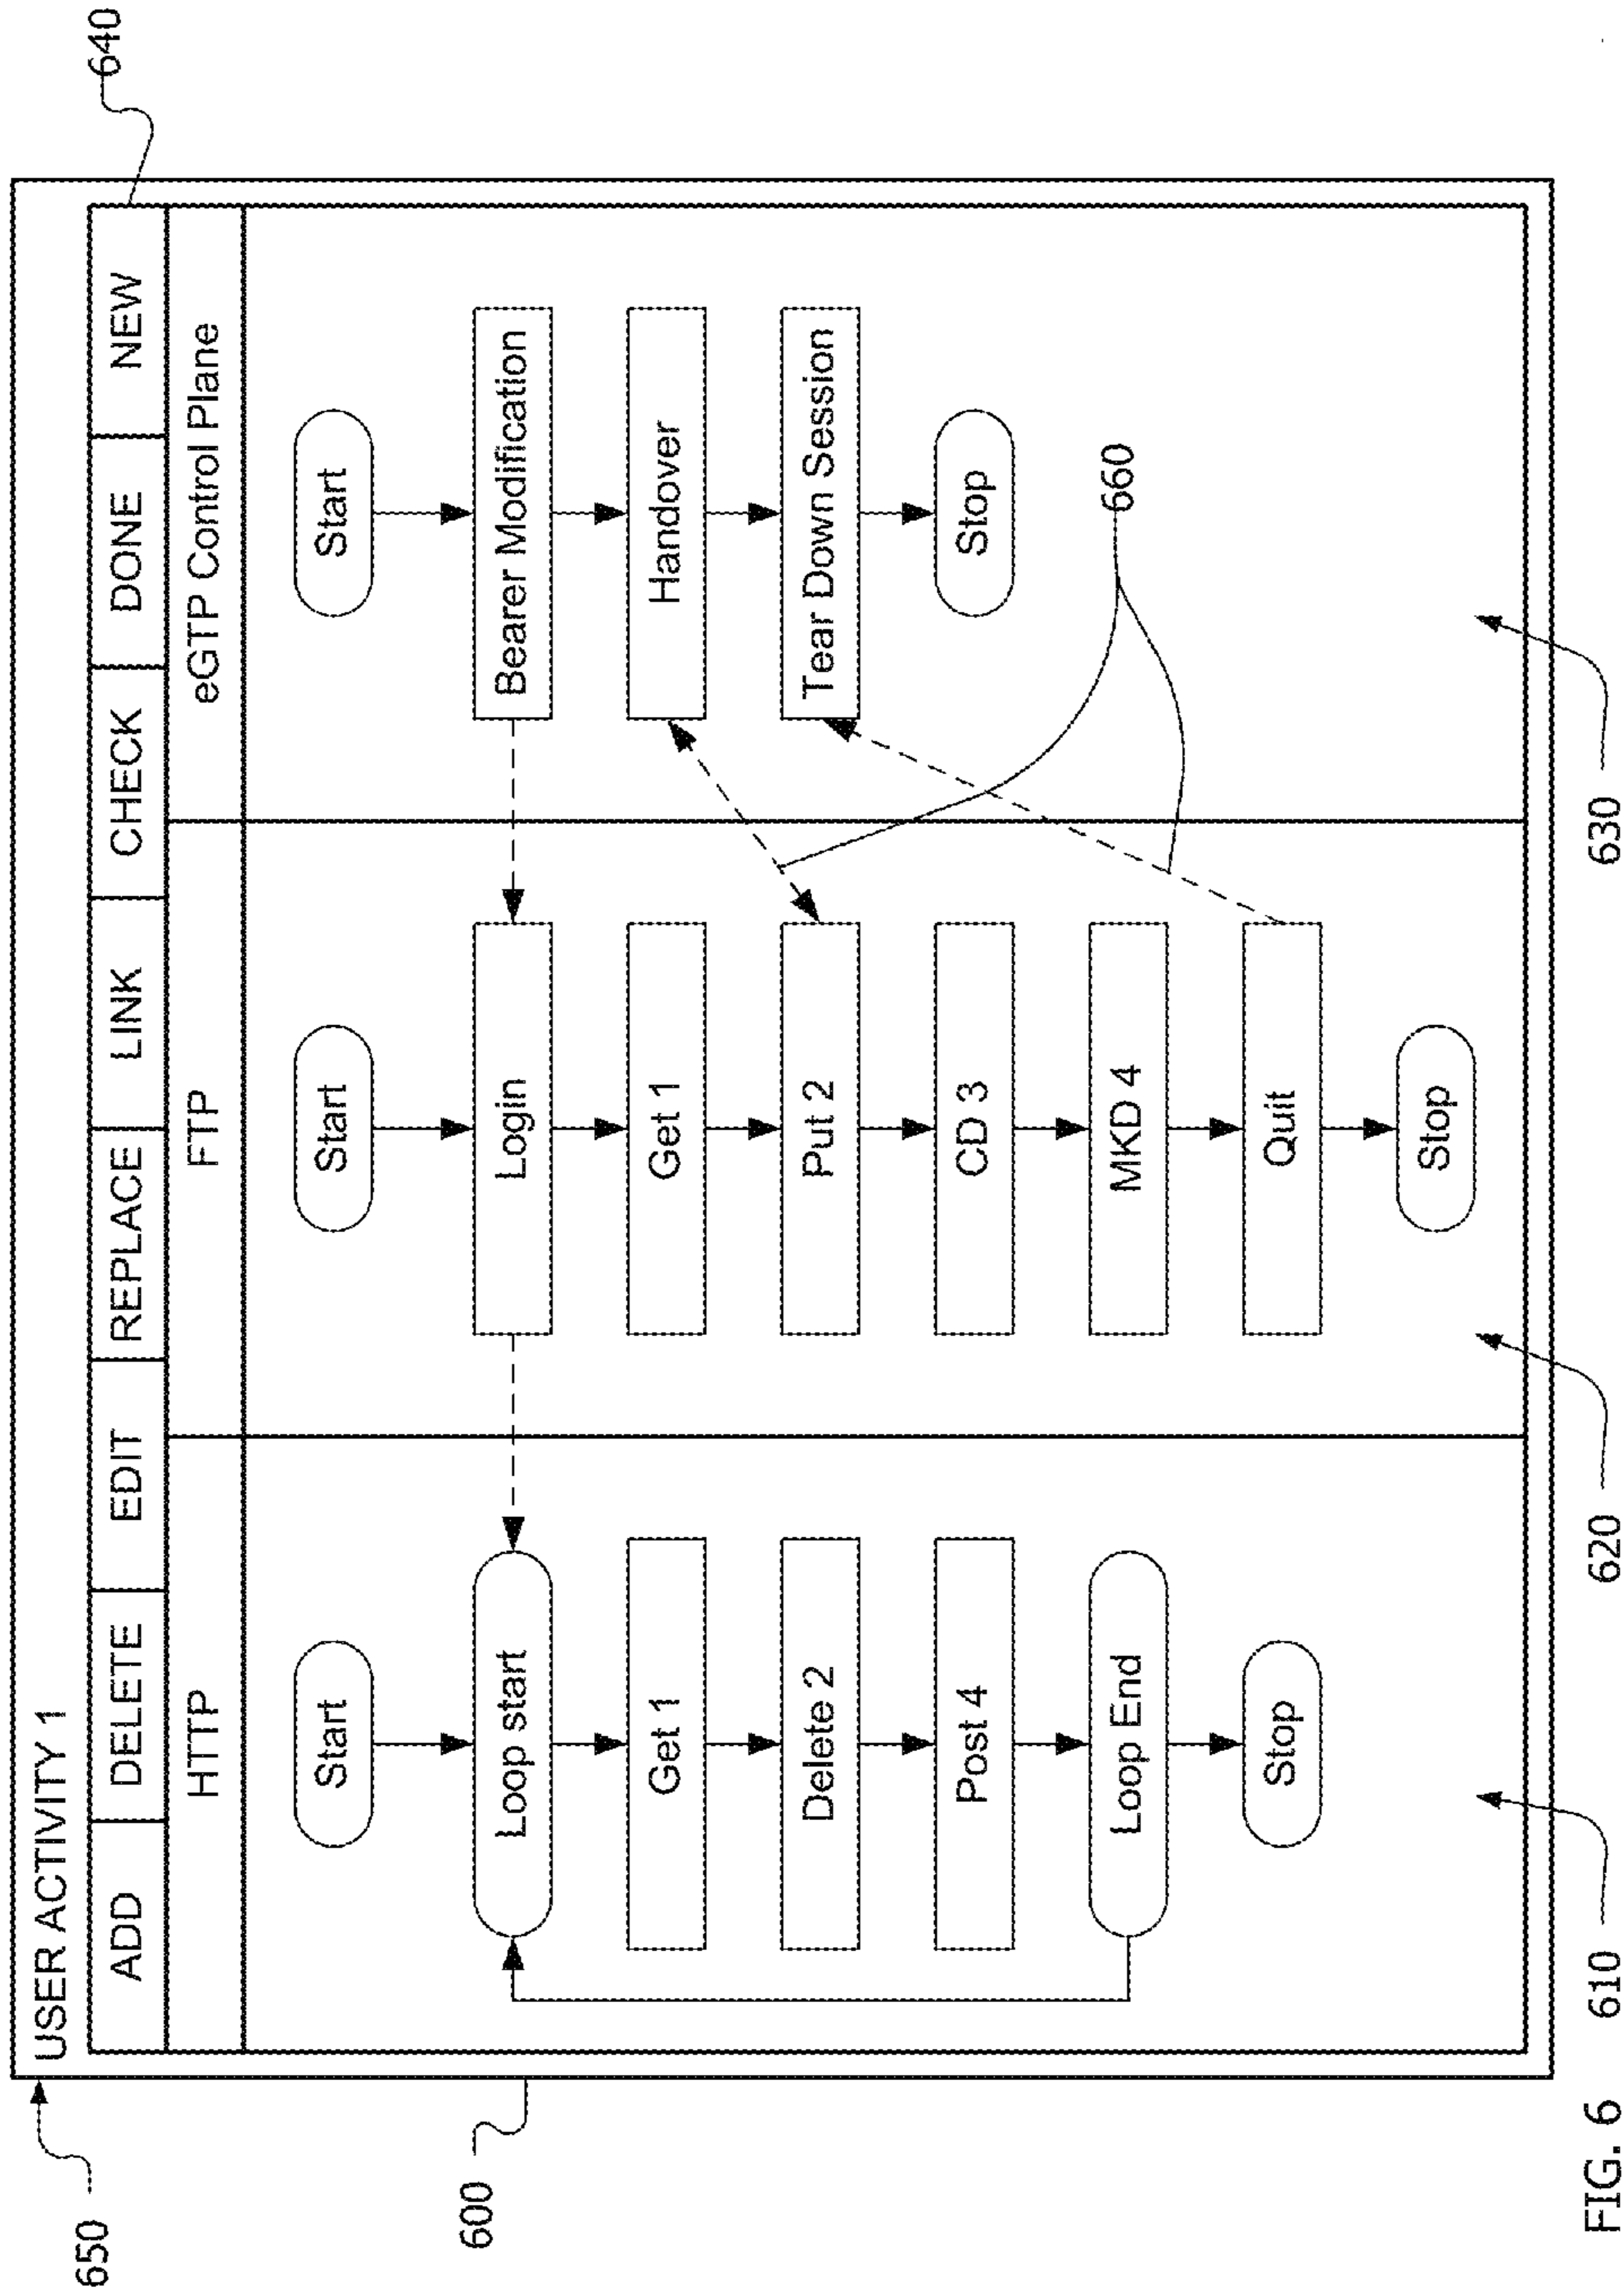 650
USER ACTIVITY 1
640
ADD DELETE EDIT REPLACE LINK CHECK DONE NEW
HTTP FTP eGTP Control Plane
Start Start Start
600
Loop start Login Bearer Modification
Get 1 Get 1 Handover
Delete 2 Put 2 Tear Down Session
Post 4 CD 3 Stop
Loop End MKD 4 660
Stop Quit
Stop
FIG. 6 610 620 630